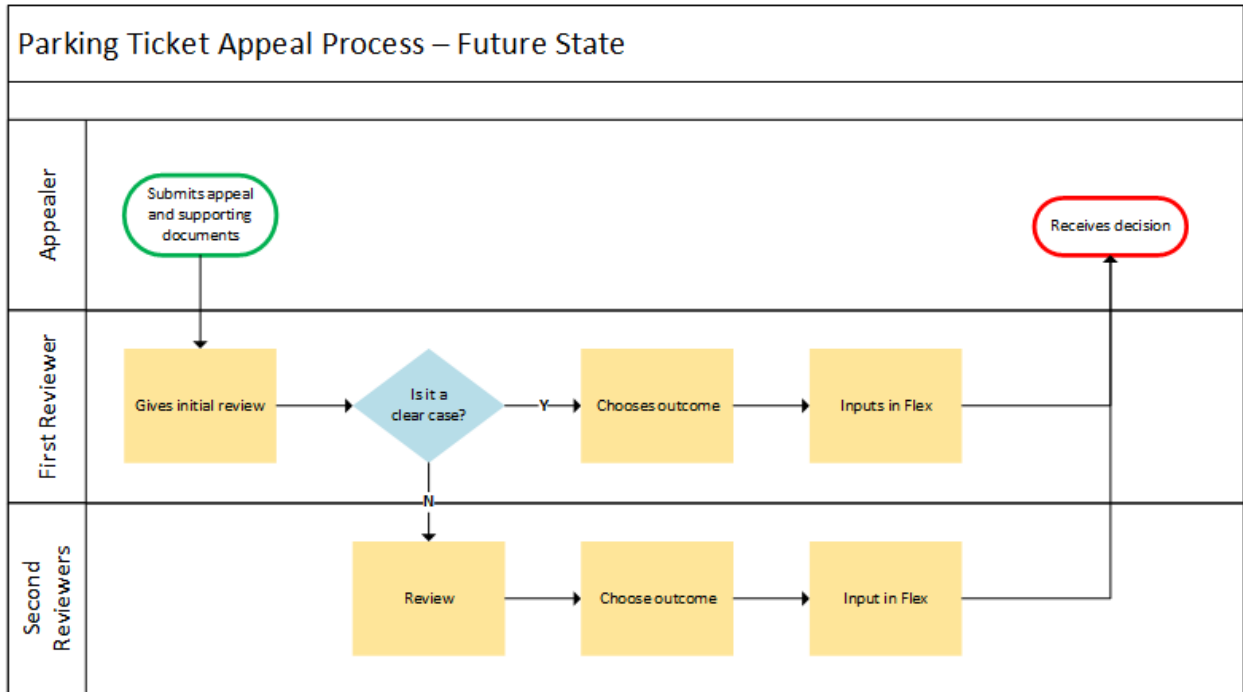 Parking Ticket Appeal Process – Future State
Appealer
Submits appeal
and supporting
documents
Receives decision
First Reviewer
Gives initial review
Is it a
clear case?
Y
Chooses outcome
Inputs in Flex
N
Second
Reviewers
Review
Choose outcome
Input in Flex